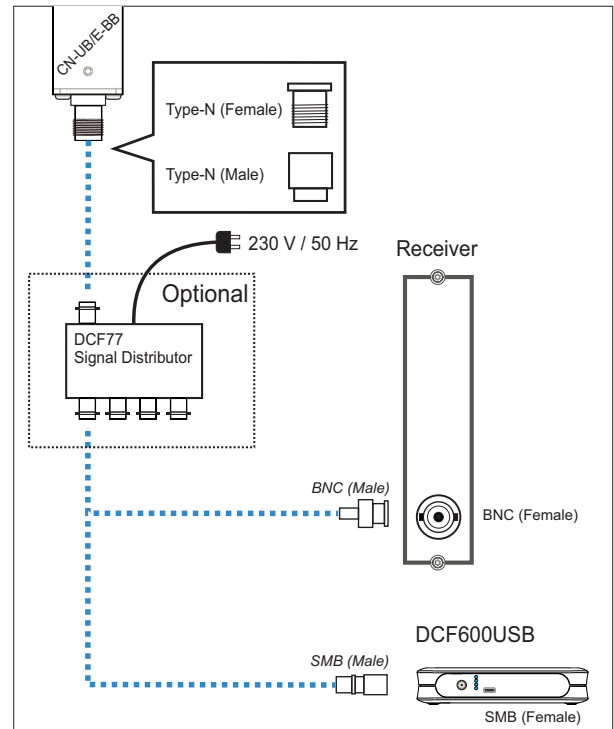 CN-UB/E-BB
Type-N (Female)
Type-N (Male)
230 V / 50 Hz
Receiver
Optional
DCF77
Signal Distributor
BNC (Male)
BNC (Female)
DCF600USB
SMB (Male)
SMB (Female)